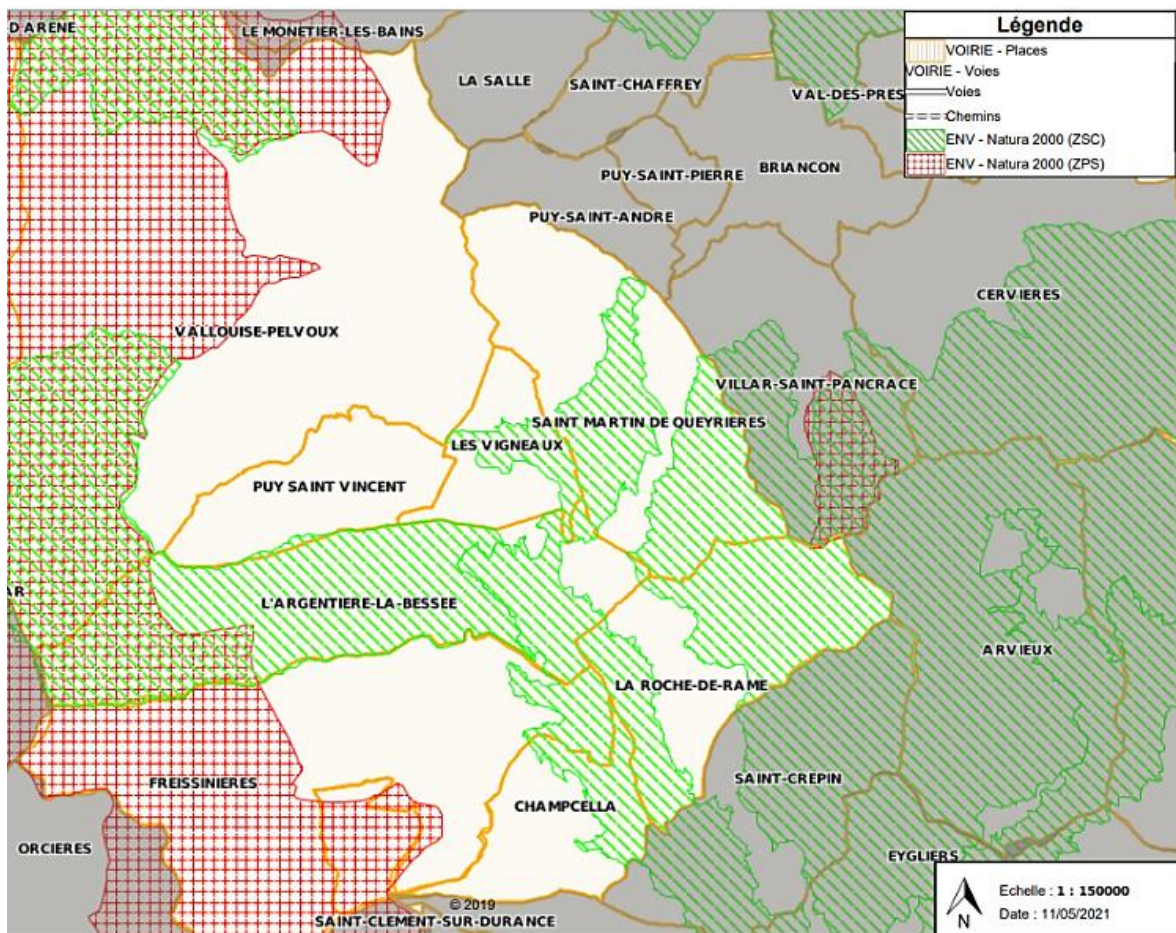 D'ARENE
LE MONETIER-LES-BAINS
Légende
VOIRIE - Places
VOIRIE - Voies
Voies
Chemins
ENV - Natura 2000 (ZSC)
ENV - Natura 2000 (ZPS)
LA SALLE
SAINT-CHAFFREY
VAL-DES-PRES
PUY-SAINT-PIERRE
BRIANCON
PUY-SAINT-ANDRE
CERVIERES
VALLOUISE-PELVOUX
VILLAR-SAINT-PANCRACE
SAINT MARTIN DE QUEYRIERES
LES VIGNEAUX
PUY SAINT VINCENT
AR
L'ARGENTIERE-LA-BESSEE
ARVIEUX
LA ROCHE-DE-RAME
FREISSINIERES
SAINT-CREPIN
CHAMPCELLA
ORCIERES
EYGLIERS
© 2019
SAINT-CLEMENT-SUR-DURANCE
N
Echelle : 1 : 150000
Date : 11/05/2021